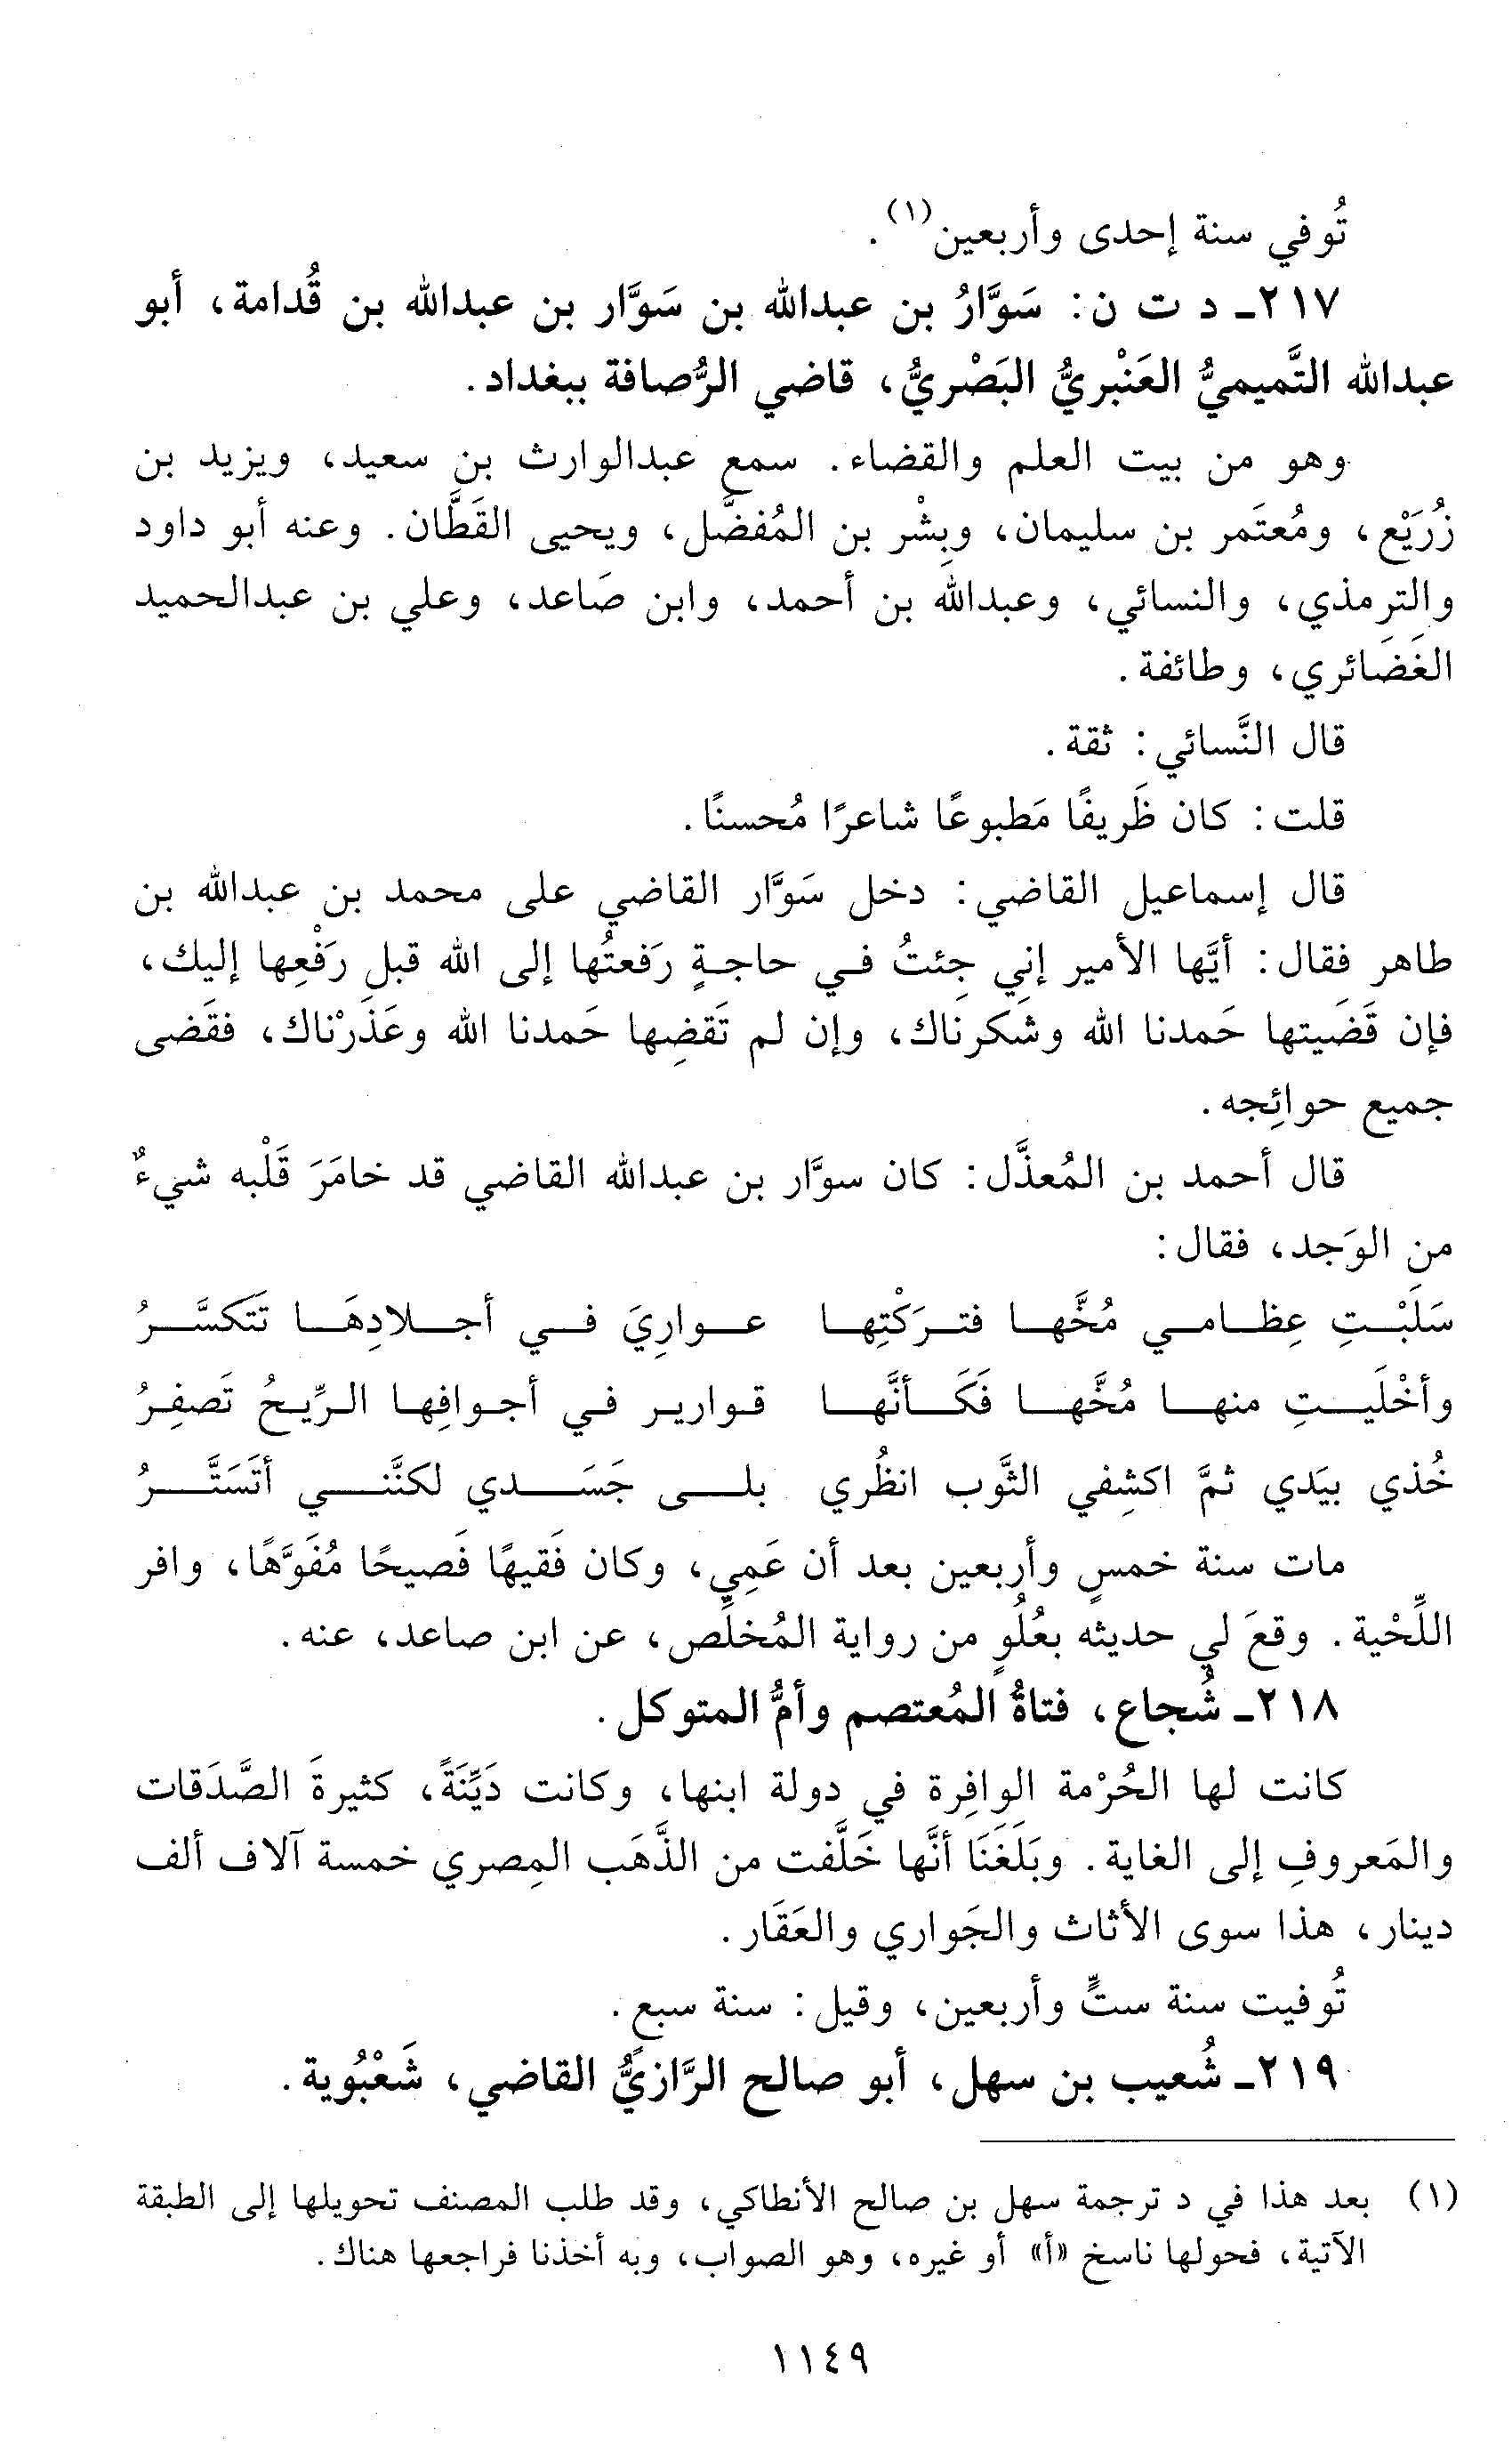 تُوفي سنة إحدى وأربعين(١).
٢١٧ـ د ت ن: سَوَّارُ بن عبدالله بن سَوَّار بن عبدالله بن قُدامة، أبو
عبدالله التَّميميُّ العَنْبريُّ البَصْريُّ، قاضي الرُّصافة ببغداد.
وهو من بيت العلم والقضاء. سمع عبدالوارث بن سعيد، ويزيد بن
زُرَيْع، ومُعتَمر بن سليمان، وبِشْر بن المُفضَّل، ويحيى القَطَّان. وعنه أبو داود
والترمذي، والنسائي، وعبدالله بن أحمد، وابن صَاعد، وعلي بن عبدالحميد
الغَضَائري، وطائفة.
قال النَّسائي: ثقة.
قلت: كان ظَريفًا مَطبوعًا شاعرًا مُحسنًا.
قال إسماعيل القاضي: دخل سَوَّار القاضي على محمد بن عبدالله بن
طاهر فقال: أيَّها الأمير إني جِئتُ في حاجةٍ رَفعتُها إلى الله قبلِ رَفْعِها إليك،
فإن قَضَيتها حَمدنا الله وشَكرناك، وإن لم تَقضِها حَمدنا الله وعَذَرْناك، فقَضى
جميع حوائِجه.
قال أحمد بن المُعذَّل: كان سوَّار بن عبدالله القاضي قد خامَرَ قَلْبه شيءٌ
من الوَجد، فقال:
سَلَبْتِ عِظامي مُخَّها فتركْتِها عوارِيَ في أجلادِهَا تَتكسَّرُ
وأخْلَيتِ منها مُخَّها فَكَأنَّها قوارير في أجوافِها الرِّيحُ تَصفِرُ
خُذي بيَدي ثمَّ اكشِفي الثَّوب انظُري بلى جَسَدي لكنَّني أتَسَتَّرُ
مات سنة خمسٍ وأربعين بعد أن عَمِي، وكان فَقيهًا فَصيحًا مُفَوَّهًا، وافر
اللِّحْية. وقعَ لي حديثه بعُلُوٍ من رواية المُخلِّص، عن ابن صاعد، عنه.
٢١٨ـ شُجاع، فتاةُ المُعتصم وأمُّ المتوكل.
كانت لها الحُرْمة الوافِرة في دولة ابنها، وكانت دَيِّنَةً، كثيرةَ الصَّدَقات
والمَعروفِ إلى الغاية. وبَلَغَنَا أنَّها خَلَّفت من الذَّهَب المِصري خمسة آلاف ألف
دينار، هذا سوى الأثاث والجَواري والعَقَار.
تُوفيت سنة ستٍّ وأربعين، وقيل: سنة سبع.
٢١٩ـ شُعيب بن سهل، أبو صالح الرَّازيُّ القاضي، شَعْبُوية.
(١) بعد هذا في د ترجمة سهل بن صالح الأنطاكي، وقد طلب المصنف تحويلها إلى الطبقة
الآتية، فحولها ناسخ «أ» أو غيره، وهو الصواب، وبه أخذنا فراجعها هناك.
١١٤٩